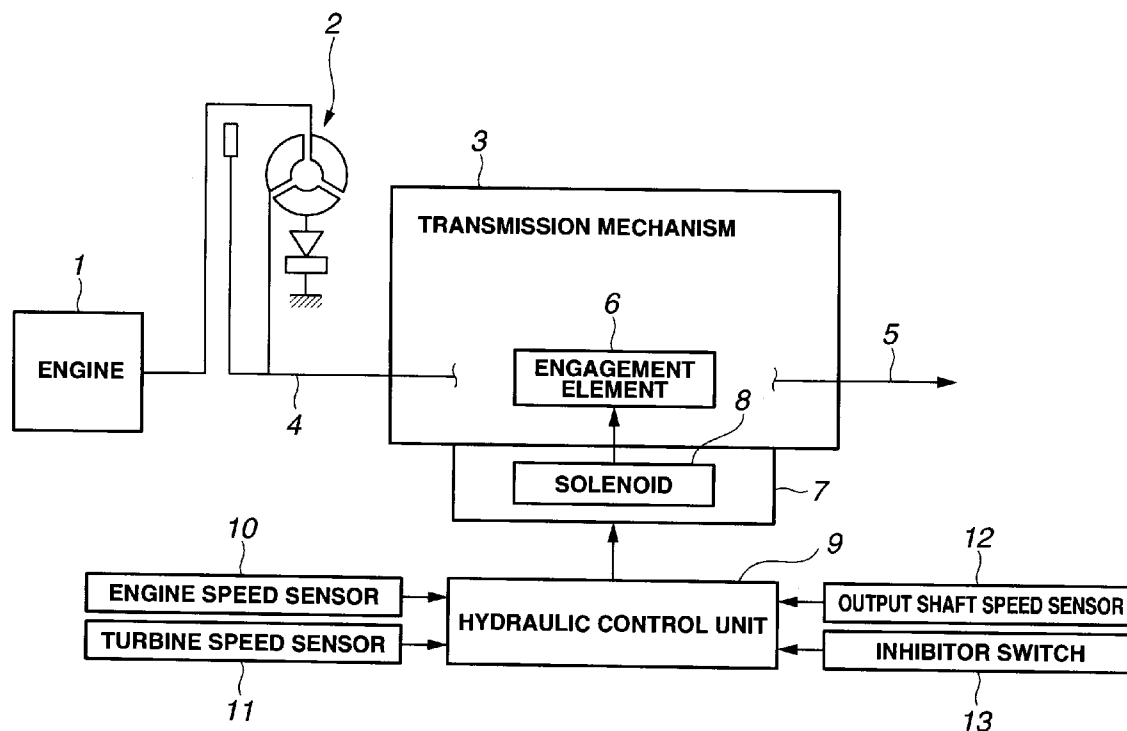 2
3
TRANSMISSION MECHANISM
1
ENGINE
6
ENGAGEMENT
ELEMENT
5
4
8
SOLENOID
7
10
ENGINE SPEED SENSOR
9
HYDRAULIC CONTROL UNIT
12
OUTPUT SHAFT SPEED SENSOR
TURBINE SPEED SENSOR
INHIBITOR SWITCH
11
13